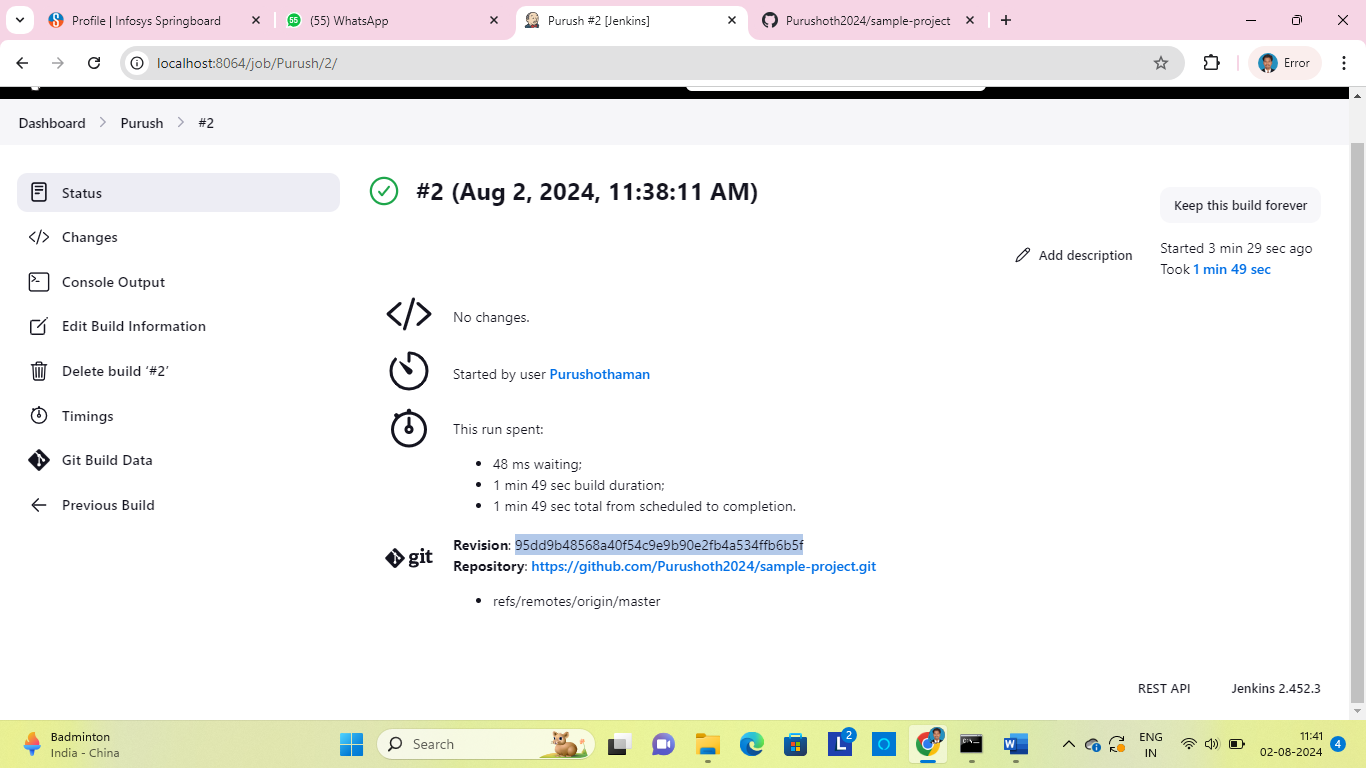 Profile | Infosys Springboard
(55) WhatsApp
Purush #2 [Jenkins]
Purushoth2024/sample-project
localhost:8064/job/Purush/2/
Error
Dashboard
Purush
#2
Status
Changes
Console Output
Edit Build Information
Delete build ‘#2’
Timings
Git Build Data
Previous Build
#2 (Aug 2, 2024, 11:38:11 AM)
Keep this build forever
Add description
Started 3 min 29 sec ago
Took 1 min 49 sec
No changes.
Started by user Purushothaman
This run spent:
48 ms waiting;
1 min 49 sec build duration;
1 min 49 sec total from scheduled to completion.
git
Revision: 95dd9b48568a40f54c9e9b90e2fb4a534ffb6b5f
Repository: https://github.com/Purushoth2024/sample-project.git
refs/remotes/origin/master
REST API
Jenkins 2.452.3
Badminton
India - China
Search
L
2
ENG
IN
11:41
02-08-2024
4